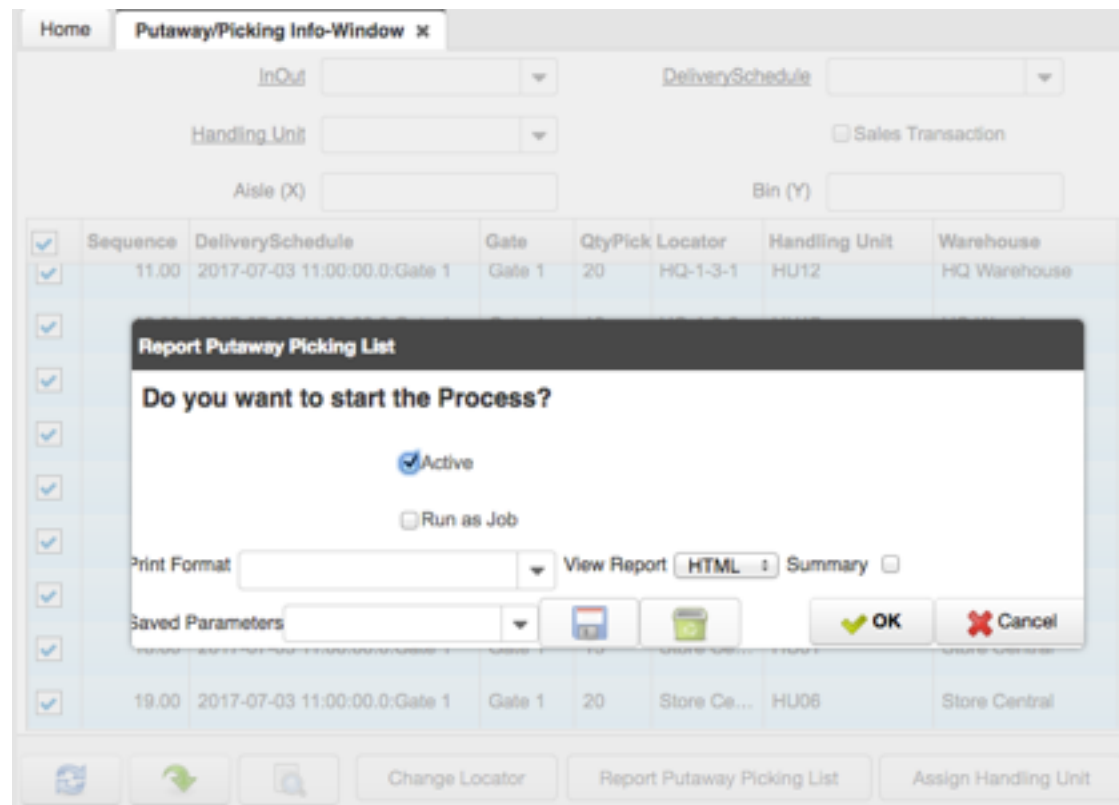 Home Putaway/Picking Info-Window ×
InOut DeliverySchedule
Handling Unit Sales Transaction
Aisle (X) Bin (Y)
Sequence DeliverySchedule Gate QtyPick Locator Handling Unit Warehouse
11.00 2017-07-03 11:00:00.0:Gate 1 Gate 1 20 HQ-1-3-1 HU12 HQ Warehouse
Report Putaway Picking List
Do you want to start the Process?
Active
Run as Job
Print Format View Report HTML Summary
Saved Parameters OK Cancel
19.00 2017-07-03 11:00:00.0:Gate 1 Gate 1 20 Store Ce... HU06 Store Central
Change Locator Report Putaway Picking List Assign Handling Unit